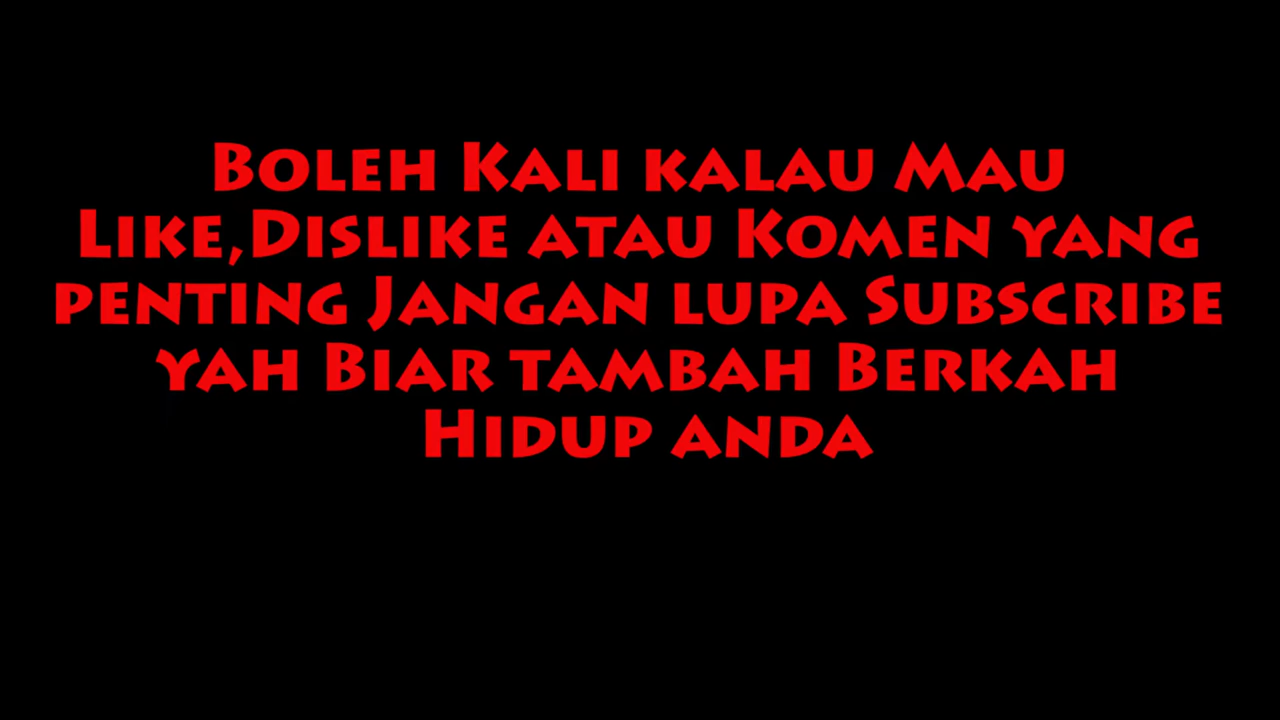 Boleh Kali kalau Mau
Like,Dislike atau Komen yang
penting Jangan lupa Subscribe
yah Biar tambah Berkah
Hidup anda